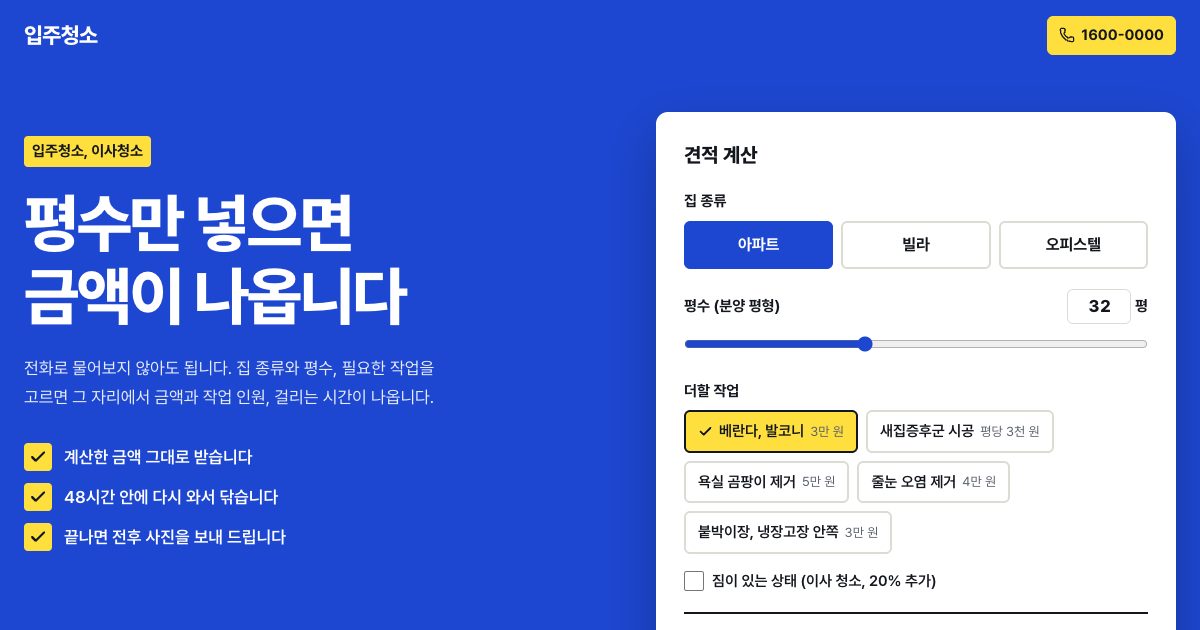 입주청소
1600-0000
입주청소, 이사청소
평수만 넣으면
금액이 나옵니다
전화로 물어보지 않아도 됩니다. 집 종류와 평수, 필요한 작업을
고르면 그 자리에서 금액과 작업 인원, 걸리는 시간이 나옵니다.
계산한 금액 그대로 받습니다
48시간 안에 다시 와서 닦습니다
끝나면 전후 사진을 보내 드립니다
견적 계산
집 종류
아파트 빌라 오피스텔
평수 (분양 평형) 32 평
더할 작업
베란다, 발코니 3만 원 새집증후군 시공 평당 3천 원
욕실 곰팡이 제거 5만 원 줄눈 오염 제거 4만 원
붙박이장, 냉장고장 안쪽 3만 원
짐이 있는 상태 (이사 청소, 20% 추가)